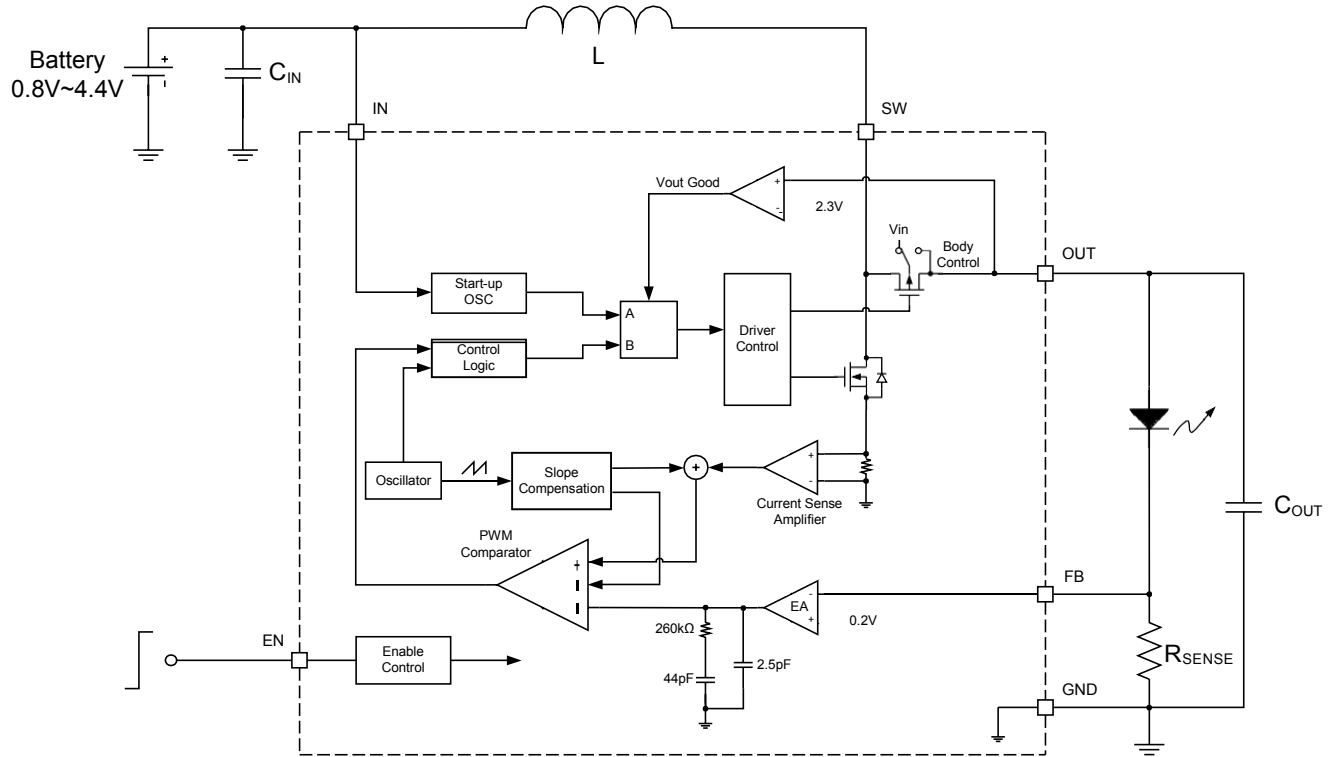 L
Battery
0.8V~4.4V
CIN
IN
SW
Vout Good
+
-
2.3V
Vin
Body
Control
OUT
Start-up
OSC
A
B
Control
Logic
Driver
Control
Oscillator
Slope
Compensation
+
+
-
Current Sense
Amplifier
COUT
PWM
Comparator
+
-
-
FB
EA
-
+
0.2V
260kΩ
44pF
2.5pF
EN
Enable
Control
RSENSE
GND